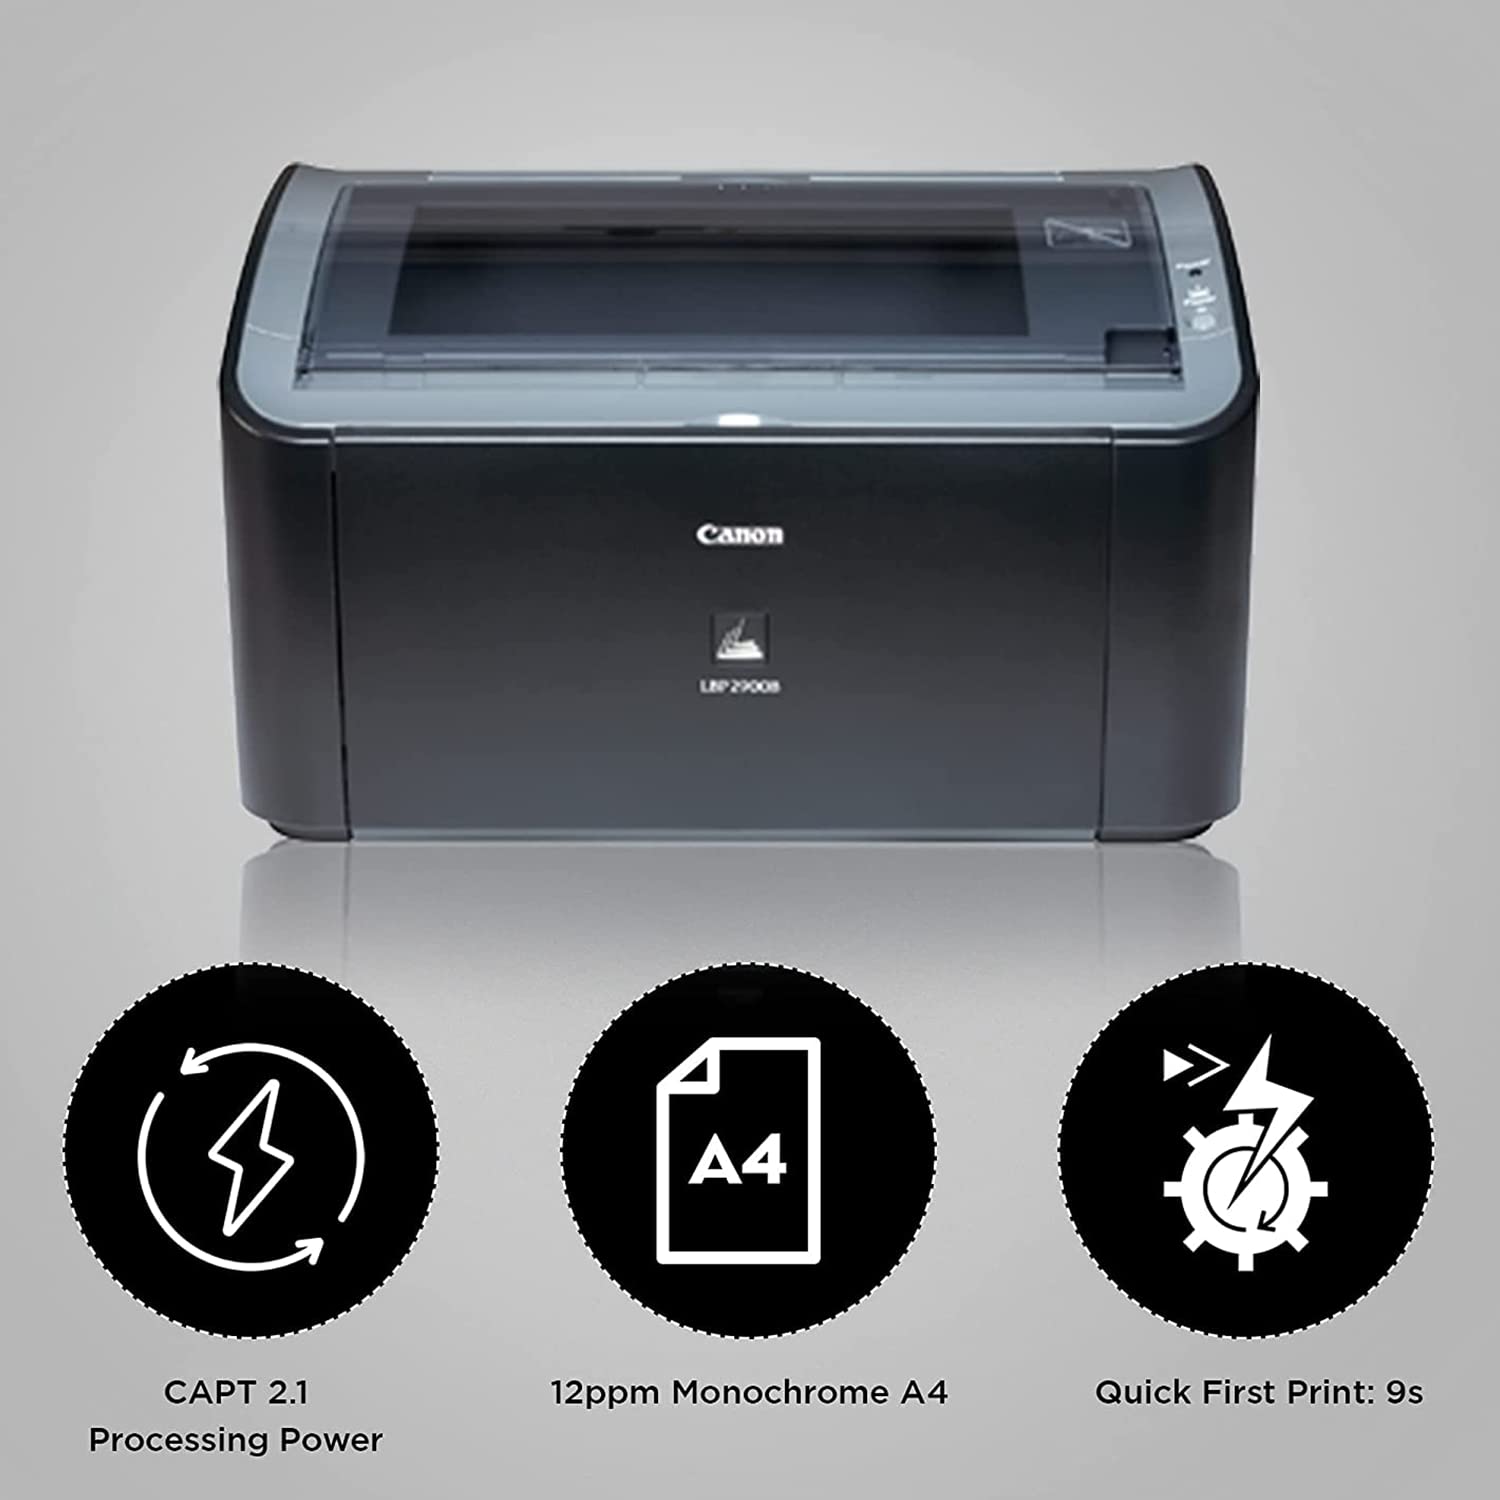 Canon
LBP2900B
A4
CAPT 2.1
Processing Power
12ppm Monochrome A4
Quick First Print: 9s